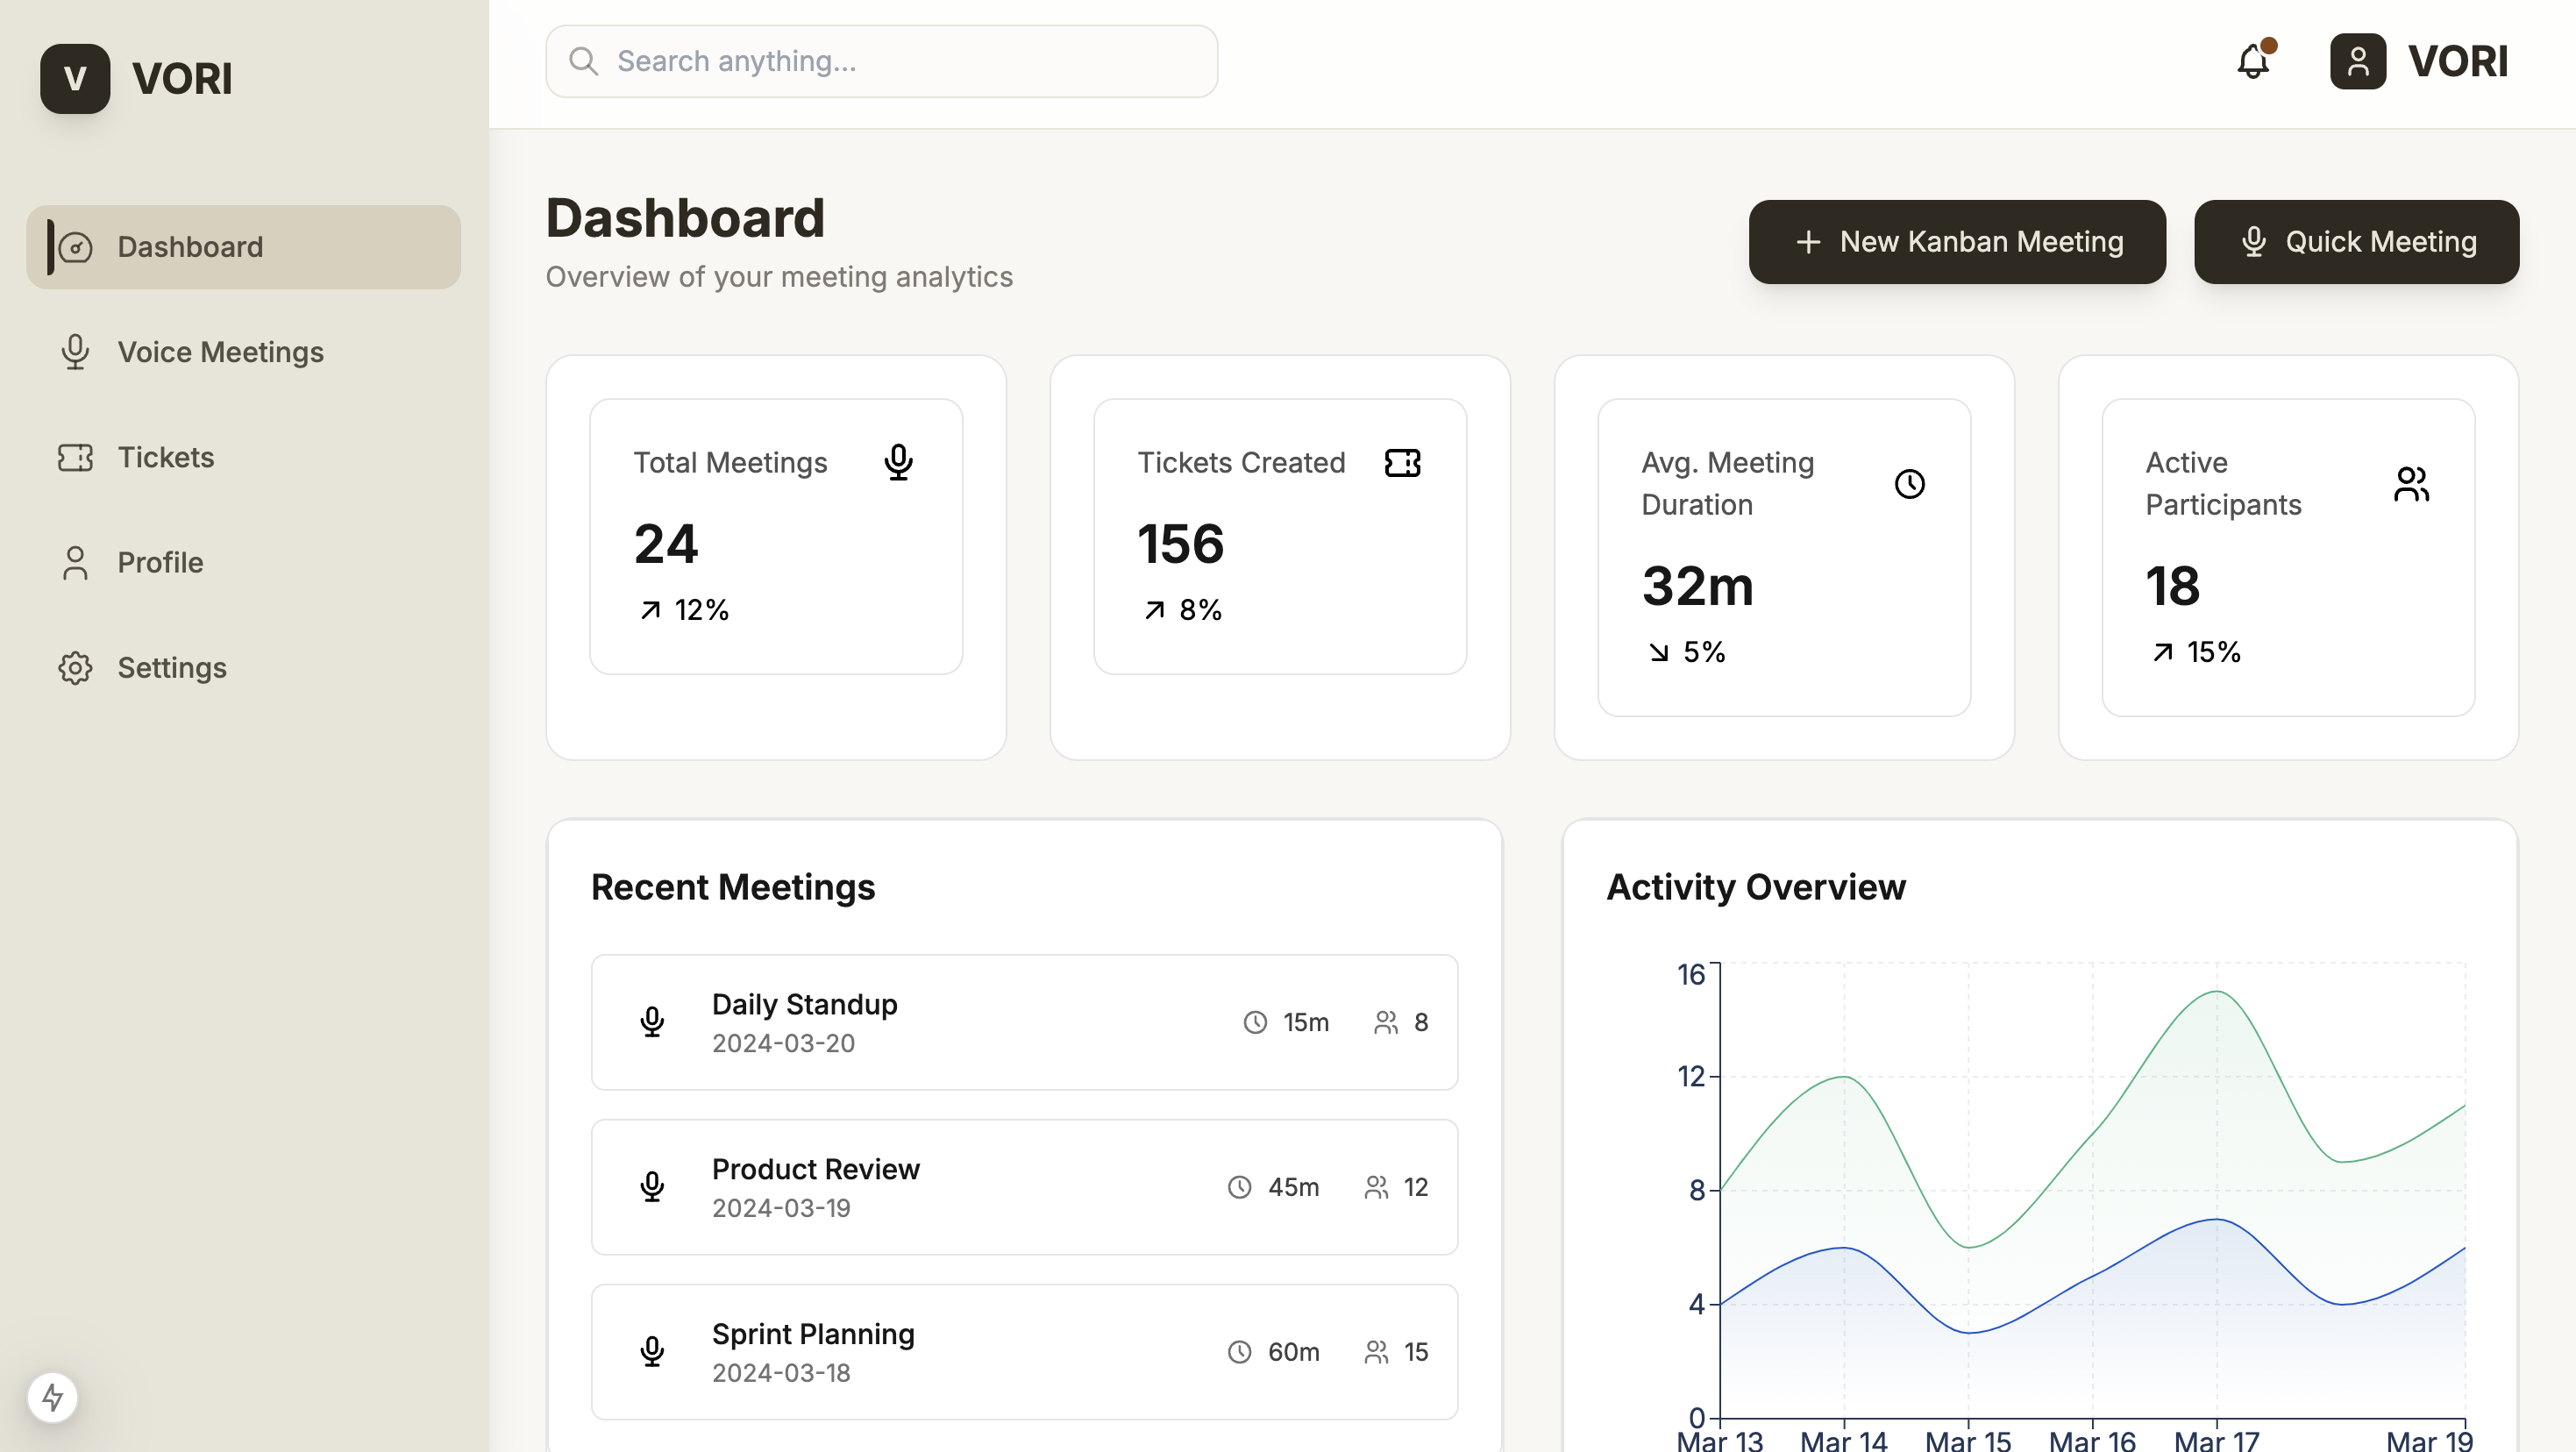 V VORI
Dashboard
Voice Meetings
Tickets
Profile
Settings
Search anything...
VORI
Dashboard
Overview of your meeting analytics
New Kanban Meeting
Quick Meeting
Total Meetings
24
12%
Tickets Created
156
8%
Avg. Meeting
Duration
32m
5%
Active
Participants
18
15%
Recent Meetings
Daily Standup
2024-03-20
15m
8
Product Review
2024-03-19
45m
12
Sprint Planning
2024-03-18
60m
15
Activity Overview
16
12
8
4
0
Mar 13 Mar 14 Mar 15 Mar 16 Mar 17 Mar 19